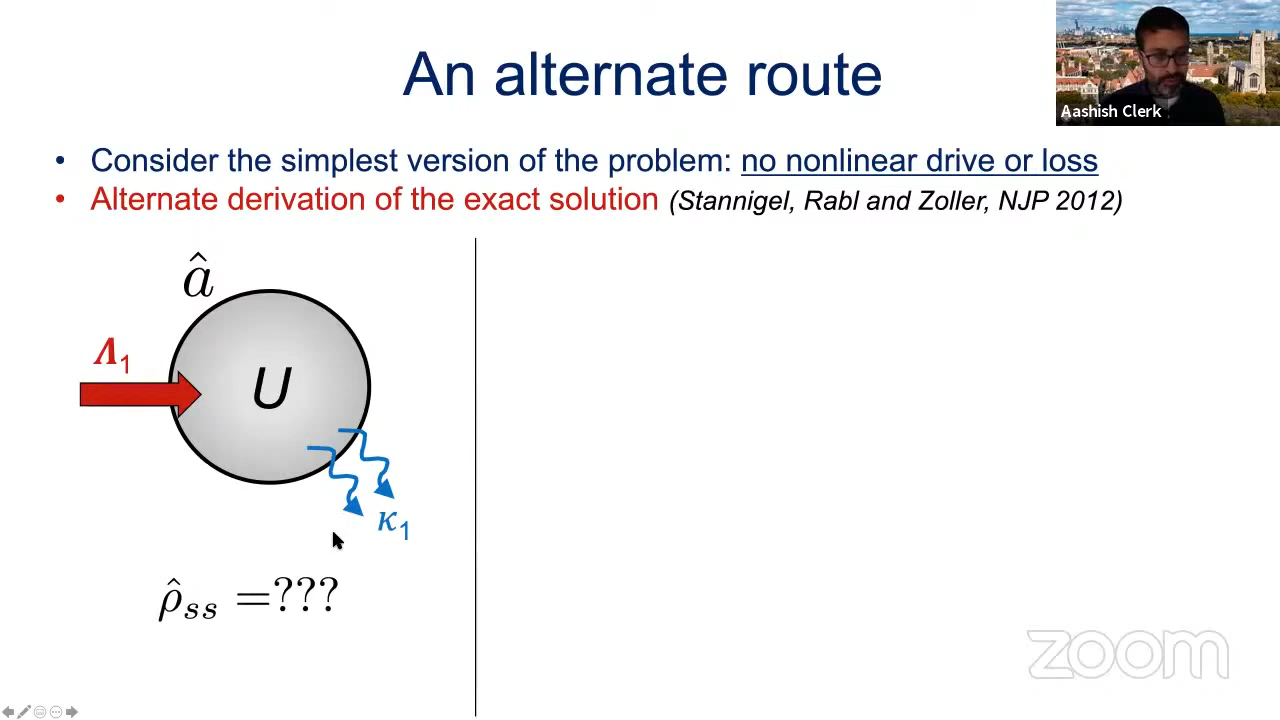 An alternate route
Aashish Clerk
• Consider the simplest version of the problem: no nonlinear drive or loss
• Alternate derivation of the exact solution (Stannigel, Rabl and Zoller, NJP 2012)
â
Λ₁
U
κ₁
ρ̂ₛₛ =???
zoom